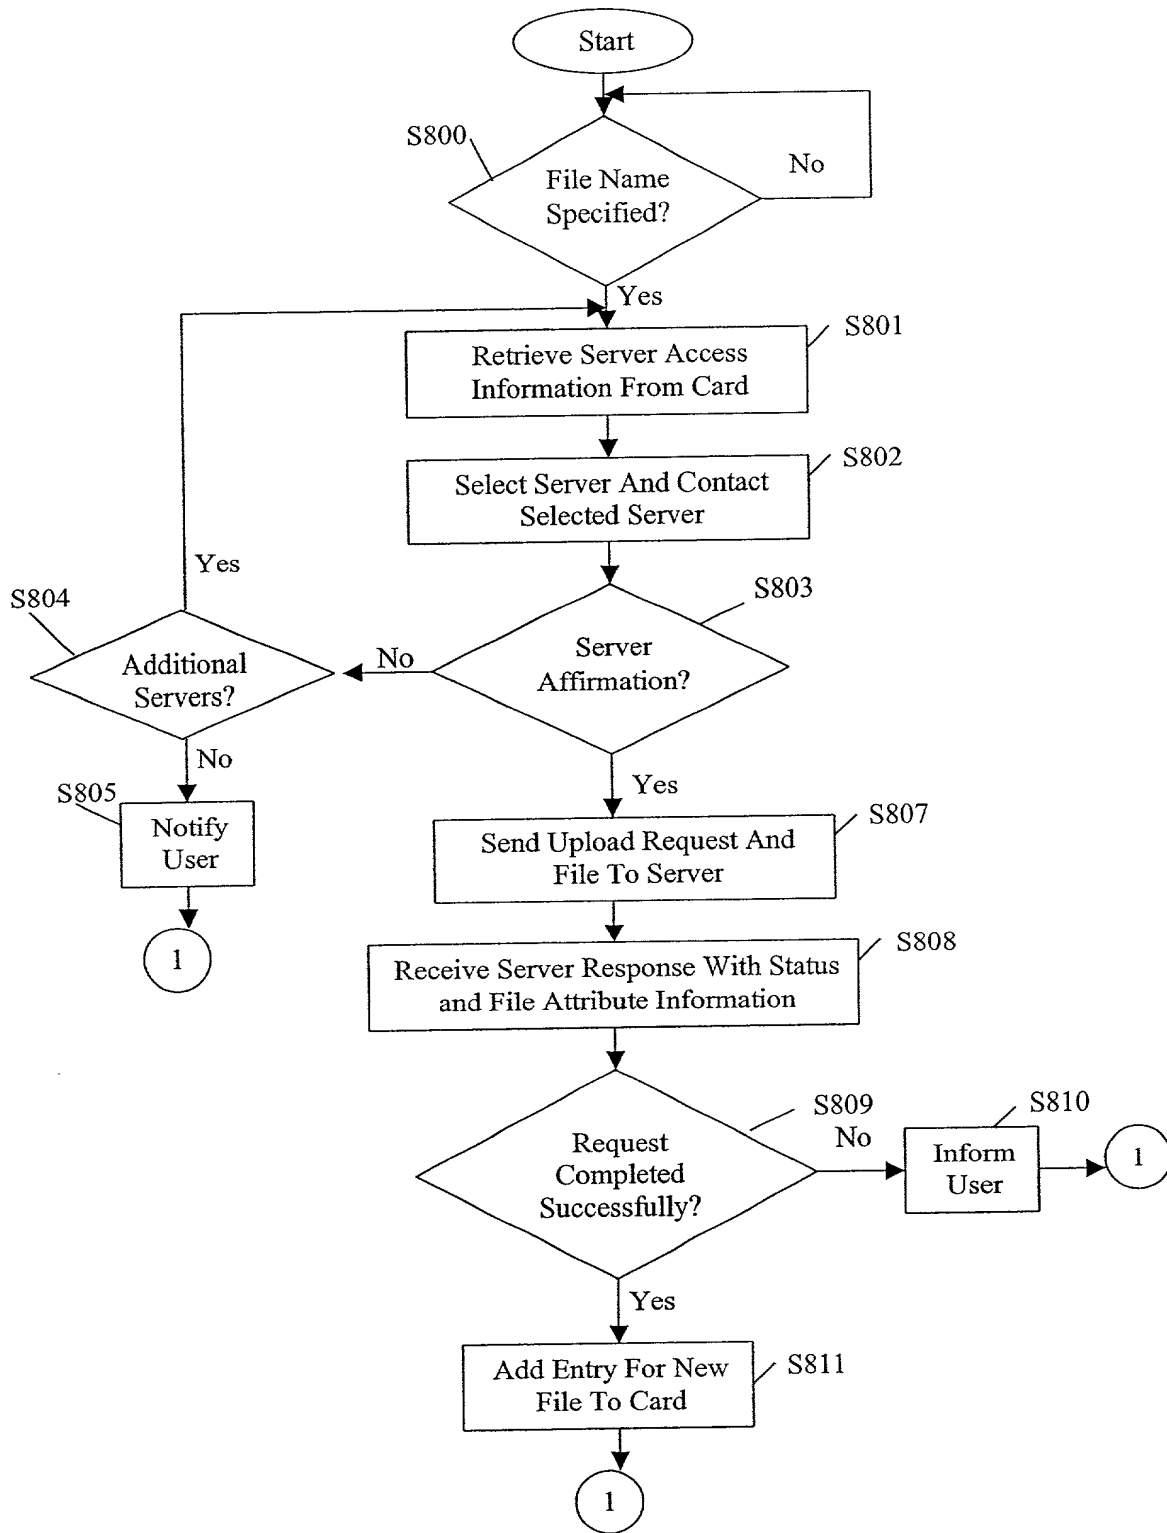 Start
S800
File Name
Specified?
No
Yes
S801
Retrieve Server Access
Information From Card
S802
Select Server And Contact
Selected Server
Yes
S804
S803
Additional
Servers?
No
Server
Affirmation?
No
Yes
S805
Notify
User
1
S807
Send Upload Request And
File To Server
S808
Receive Server Response With Status
and File Attribute Information
S809
Request
Completed
Successfully?
No
S810
Inform
User
1
Yes
S811
Add Entry For New
File To Card
1